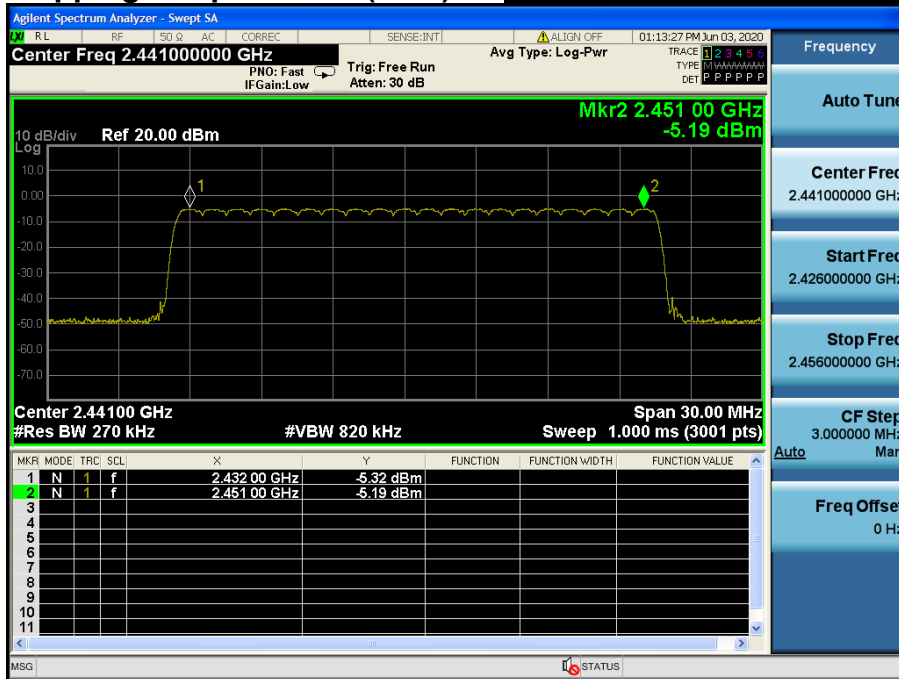 Agilent Spectrum Analyzer - Swept SA
LXI RL RF 50 Ω AC CORREC SENSE:INT ALIGN OFF 01:13:27 PM Jun 03, 2020
Center Freq 2.441000000 GHz
PNO: Fast
IFGain:Low
Trig: Free Run
Atten: 30 dB
Avg Type: Log-Pwr
TRACE 1 2 3 4 5 6
TYPE M
DET P P P P P P
Mkr2 2.451 00 GHz
-5.19 dBm
10 dB/div
Log
Ref 20.00 dBm
10.0
0.00
-10.0
-20.0
-30.0
-40.0
-50.0
-60.0
-70.0
1
2
Center 2.44100 GHz
Span 30.00 MHz
#Res BW 270 kHz
#VBW 820 kHz
Sweep 1.000 ms (3001 pts)
MKR MODE TRC SCL X Y FUNCTION FUNCTION WIDTH FUNCTION VALUE
1 N 1 f 2.432 00 GHz -5.32 dBm
2 N 1 f 2.451 00 GHz -5.19 dBm
3
4
5
6
7
8
9
10
11
MSG
STATUS
Frequency
Auto Tune
Center Freq
2.441000000 GHz
Start Freq
2.426000000 GHz
Stop Freq
2.456000000 GHz
CF Step
3.000000 MHz
Auto Man
Freq Offset
0 Hz